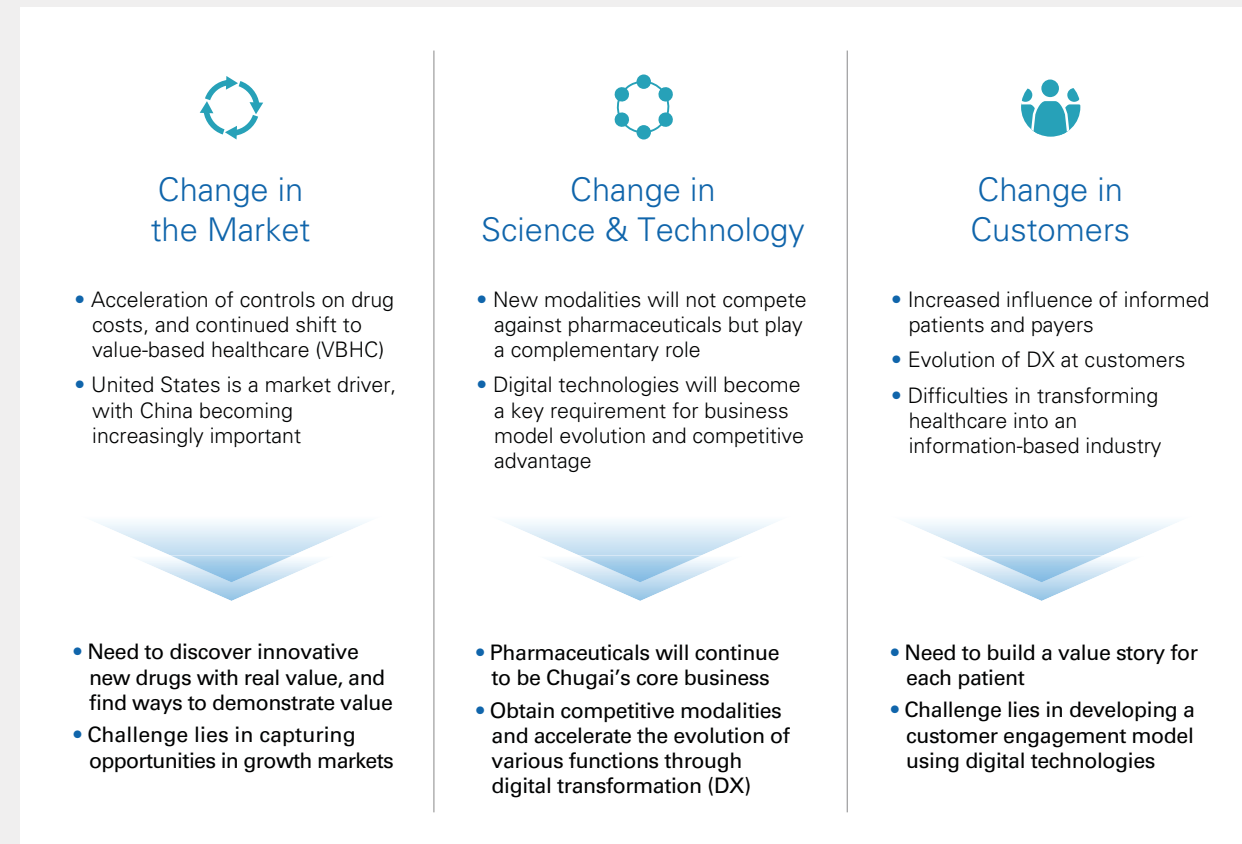 Change in
the Market
• Acceleration of controls on drug
costs, and continued shift to
value-based healthcare (VBHC)
• United States is a market driver,
with China becoming
increasingly important
• Need to discover innovative
new drugs with real value, and
find ways to demonstrate value
• Challenge lies in capturing
opportunities in growth markets
Change in
Science & Technology
• New modalities will not compete
against pharmaceuticals but play
a complementary role
• Digital technologies will become
a key requirement for business
model evolution and competitive
advantage
• Pharmaceuticals will continue
to be Chugai’s core business
• Obtain competitive modalities
and accelerate the evolution of
various functions through
digital transformation (DX)
Change in
Customers
• Increased influence of informed
patients and payers
• Evolution of DX at customers
• Difficulties in transforming
healthcare into an
information-based industry
• Need to build a value story for
each patient
• Challenge lies in developing a
customer engagement model
using digital technologies